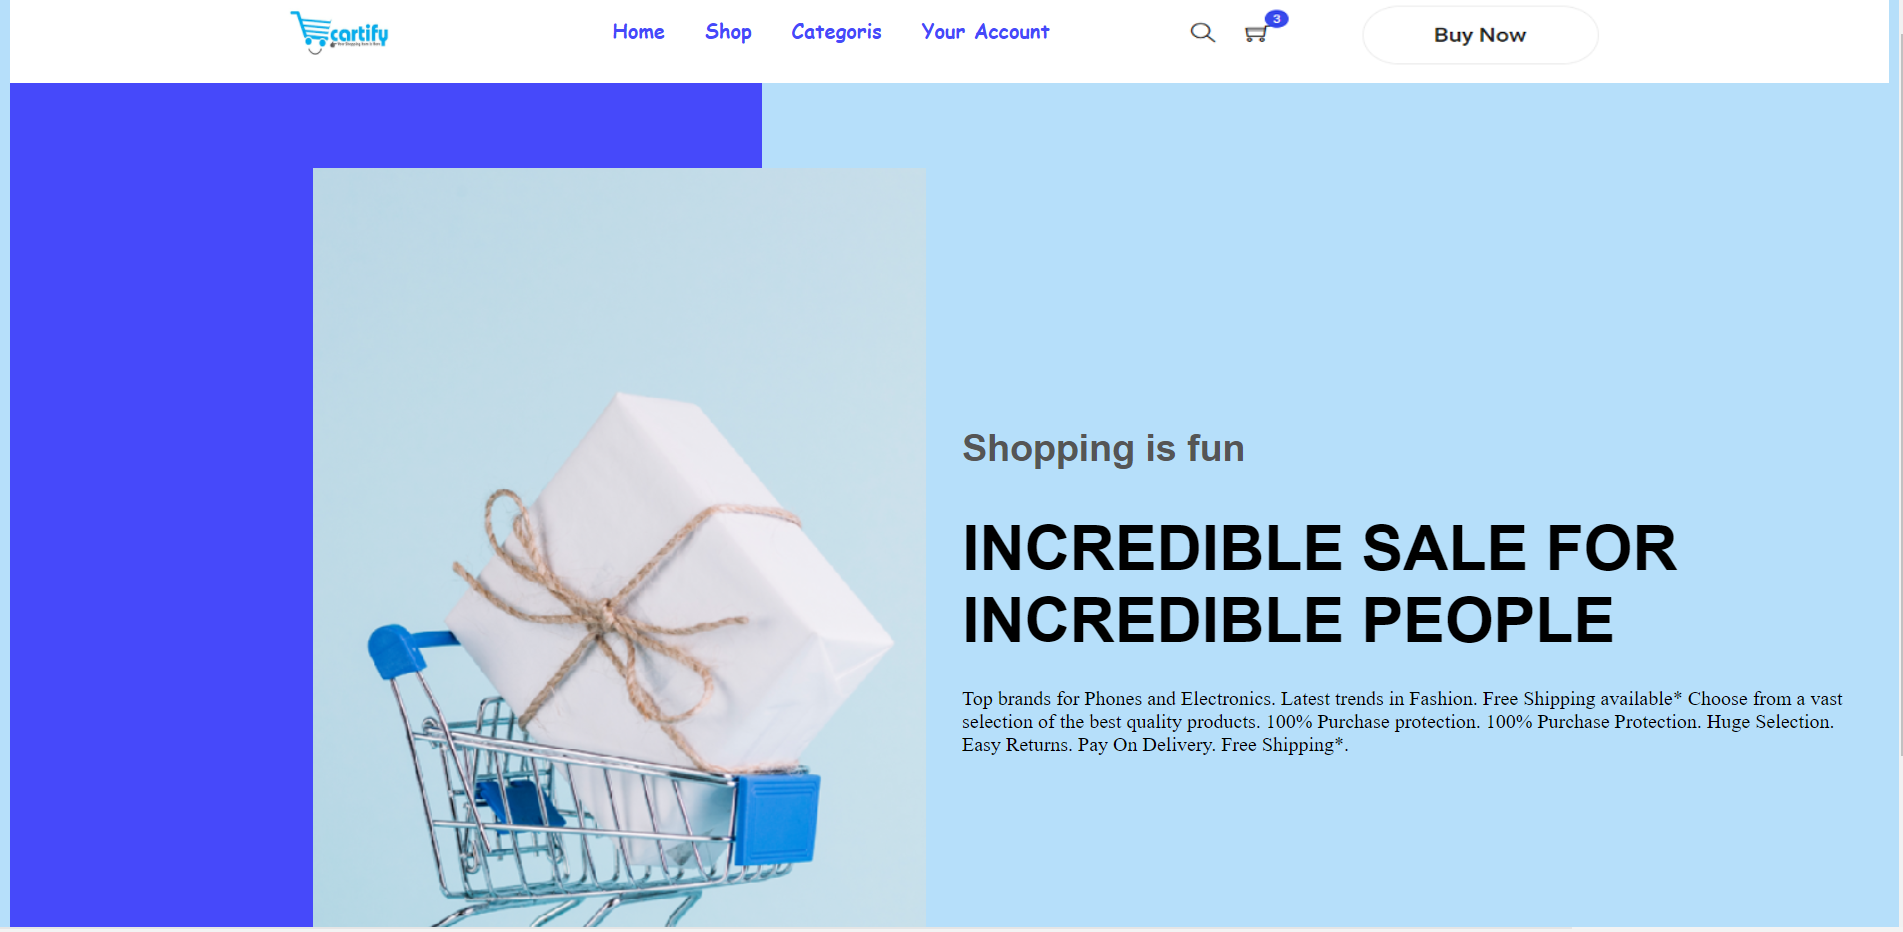 cartify
Home Shop Categoris Your Account 3 Buy Now
Shopping is fun
INCREDIBLE SALE FOR
INCREDIBLE PEOPLE
Top brands for Phones and Electronics. Latest trends in Fashion. Free Shipping available* Choose from a vast
selection of the best quality products. 100% Purchase protection. 100% Purchase Protection. Huge Selection.
Easy Returns. Pay On Delivery. Free Shipping*.